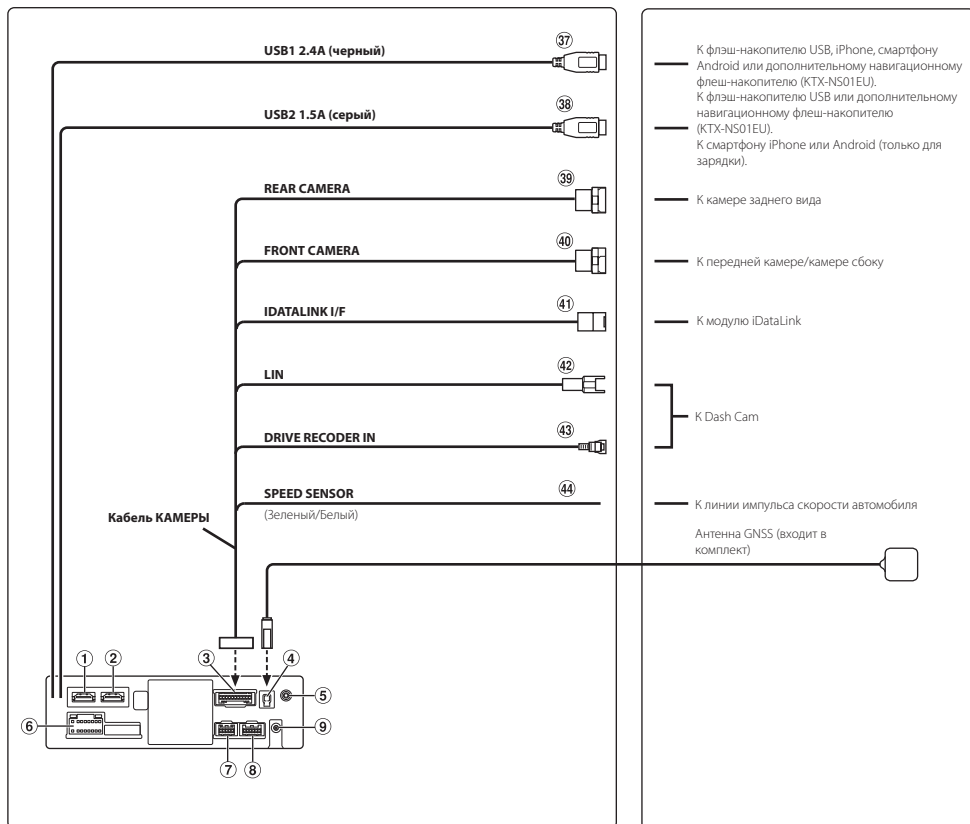 USB1 2.4A (черный)
37
К флэш-накопителю USB, iPhone, смартфону
Android или дополнительному навигационному
флеш-накопителю (KTX-NS01EU).
USB2 1.5A (серый)
38
К флэш-накопителю USB или дополнительному
навигационному флеш-накопителю
(KTX-NS01EU).
К смартфону iPhone или Android (только для
зарядки).
REAR CAMERA
39
К камере заднего вида
FRONT CAMERA
40
К передней камере/камере сбоку
IDATALINK I/F
41
К модулю iDataLink
LIN
42
DRIVE RECODER IN
43
К Dash Cam
SPEED SENSOR
(Зеленый/Белый)
44
К линии импульса скорости автомобиля
Кабель КАМЕРЫ
Антенна GNSS (входит в
комплект)
1
2
3
4
5
6
7
8
9